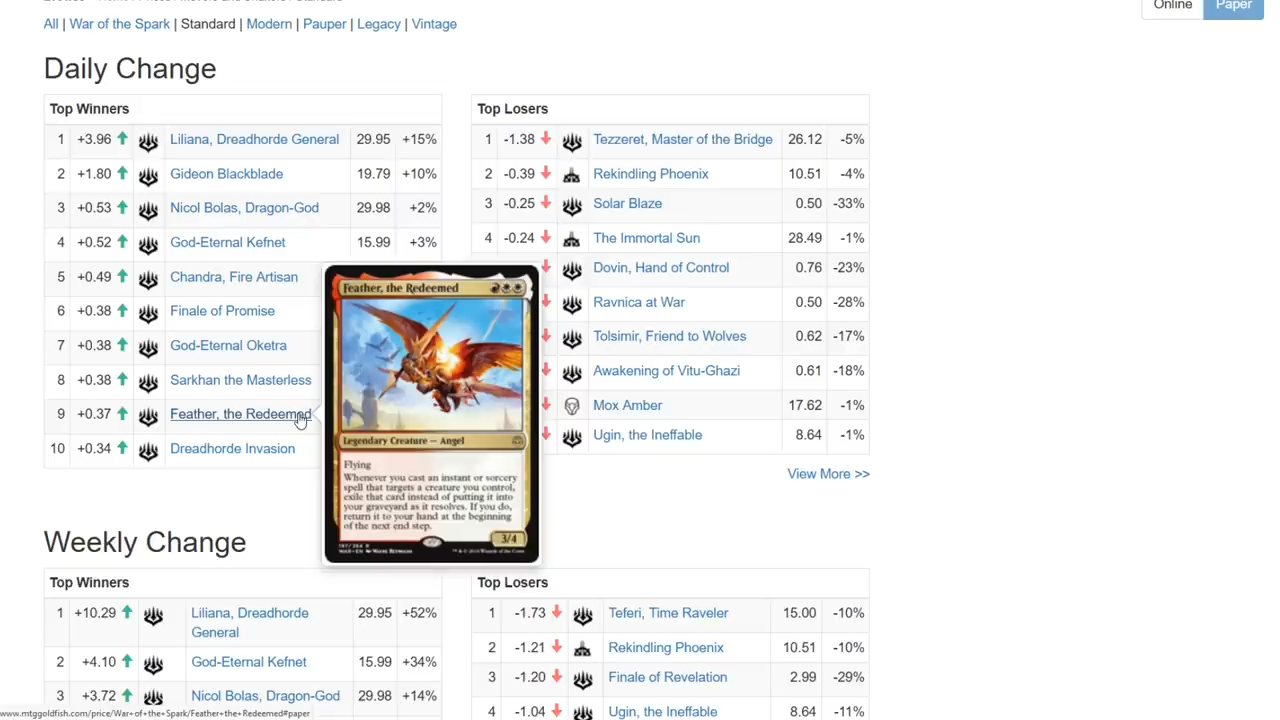 All | War of the Spark | Standard | Modern | Pauper | Legacy | Vintage
Online Paper
Daily Change
Top Winners
1 +3.96 Liliana, Dreadhorde General 29.95 +15%
2 +1.80 Gideon Blackblade 19.79 +10%
3 +0.53 Nicol Bolas, Dragon-God 29.98 +2%
4 +0.52 God-Eternal Kefnet 15.99 +3%
5 +0.49 Chandra, Fire Artisan
6 +0.38 Finale of Promise
7 +0.38 God-Eternal Oketra
8 +0.38 Sarkhan the Masterless
9 +0.37 Feather, the Redeemed
10 +0.34 Dreadhorde Invasion
Feather, the Redeemed
Legendary Creature — Angel
Flying
Whenever you cast an instant or sorcery
spell that targets a creature you control,
exile that card instead of putting it into
your graveyard as it resolves. If you do,
return it to your hand at the beginning
of the next end step.
3/4
Top Losers
1 -1.38 Tezzeret, Master of the Bridge 26.12 -5%
2 -0.39 Rekindling Phoenix 10.51 -4%
3 -0.25 Solar Blaze 0.50 -33%
4 -0.24 The Immortal Sun 28.49 -1%
Dovin, Hand of Control 0.76 -23%
Ravnica at War 0.50 -28%
Tolsimir, Friend to Wolves 0.62 -17%
Awakening of Vitu-Ghazi 0.61 -18%
Mox Amber 17.62 -1%
Ugin, the Ineffable 8.64 -1%
View More >>
Weekly Change
Top Winners
1 +10.29 Liliana, Dreadhorde General 29.95 +52%
2 +4.10 God-Eternal Kefnet 15.99 +34%
3 +3.72 Nicol Bolas, Dragon-God 29.98 +14%
Top Losers
1 -1.73 Teferi, Time Raveler 15.00 -10%
2 -1.21 Rekindling Phoenix 10.51 -10%
3 -1.20 Finale of Revelation 2.99 -29%
4 -1.04 Ugin, the Ineffable 8.64 -11%
www.mtggoldfish.com/price/War+of+the+Spark/Feather+the+Redeemed#paper